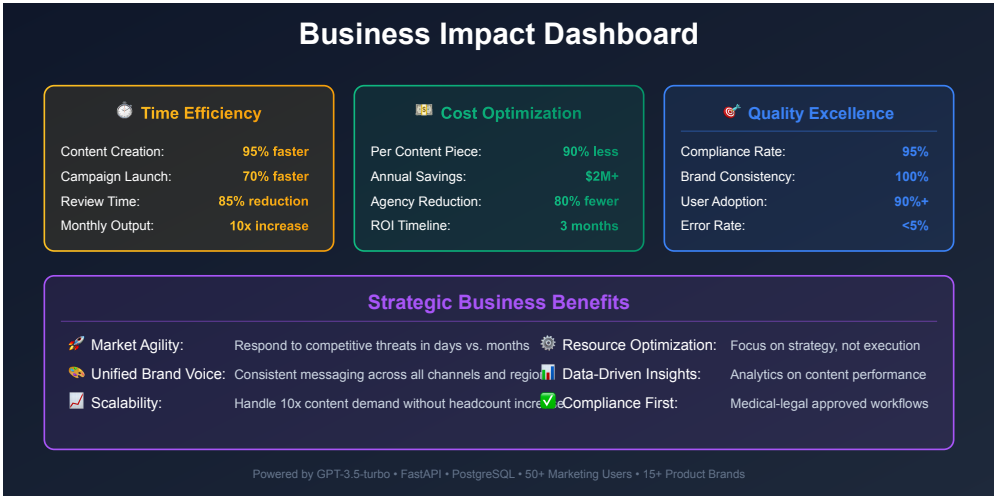 Business Impact Dashboard
Time Efficiency
Content Creation: 95% faster
Campaign Launch: 70% faster
Review Time: 85% reduction
Monthly Output: 10x increase
Cost Optimization
Per Content Piece: 90% less
Annual Savings: $2M+
Agency Reduction: 80% fewer
ROI Timeline: 3 months
Quality Excellence
Compliance Rate: 95%
Brand Consistency: 100%
User Adoption: 90%+
Error Rate: <5%
Strategic Business Benefits
Market Agility: Respond to competitive threats in days vs. months
Unified Brand Voice: Consistent messaging across all channels and
Scalability: Handle 10x content demand without headcount
Resource Optimization: Focus on strategy, not execution
Data-Driven Insights: Analytics on content performance
Compliance First: Medical-legal approved workflows
Powered by GPT-3.5-turbo • FastAPI • PostgreSQL • 50+ Marketing Users • 15+ Product Brands